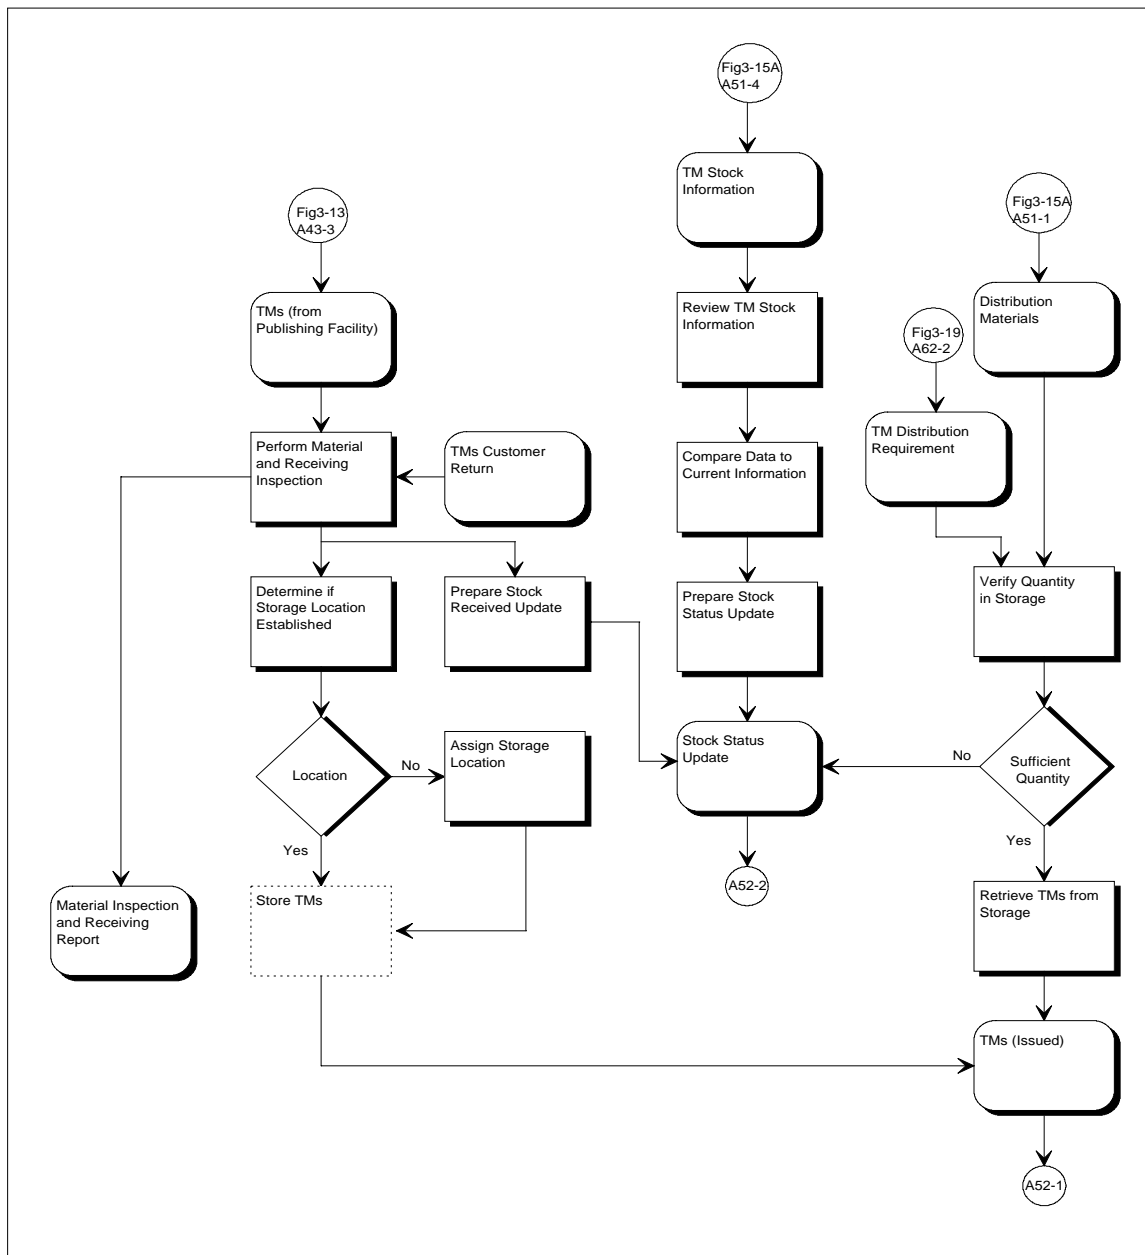 Fig3-15A
A51-4
TM Stock
Information
Fig3-13
A43-3
Fig3-15A
A51-1
TMs (from
Publishing Facility)
Review TM Stock
Information
Distribution
Materials
Fig3-19
A62-2
TM Distribution
Requirement
Perform Material
and Receiving
Inspection
TMs Customer
Return
Compare Data to
Current Information
Determine if
Storage Location
Established
Prepare Stock
Received Update
Prepare Stock
Status Update
Verify Quantity
in Storage
Location
No
Assign Storage
Location
Stock Status
Update
No
Sufficient
Quantity
Yes
Yes
A52-2
Store TMs
Material Inspection
and Receiving
Report
Retrieve TMs from
Storage
TMs (Issued)
A52-1